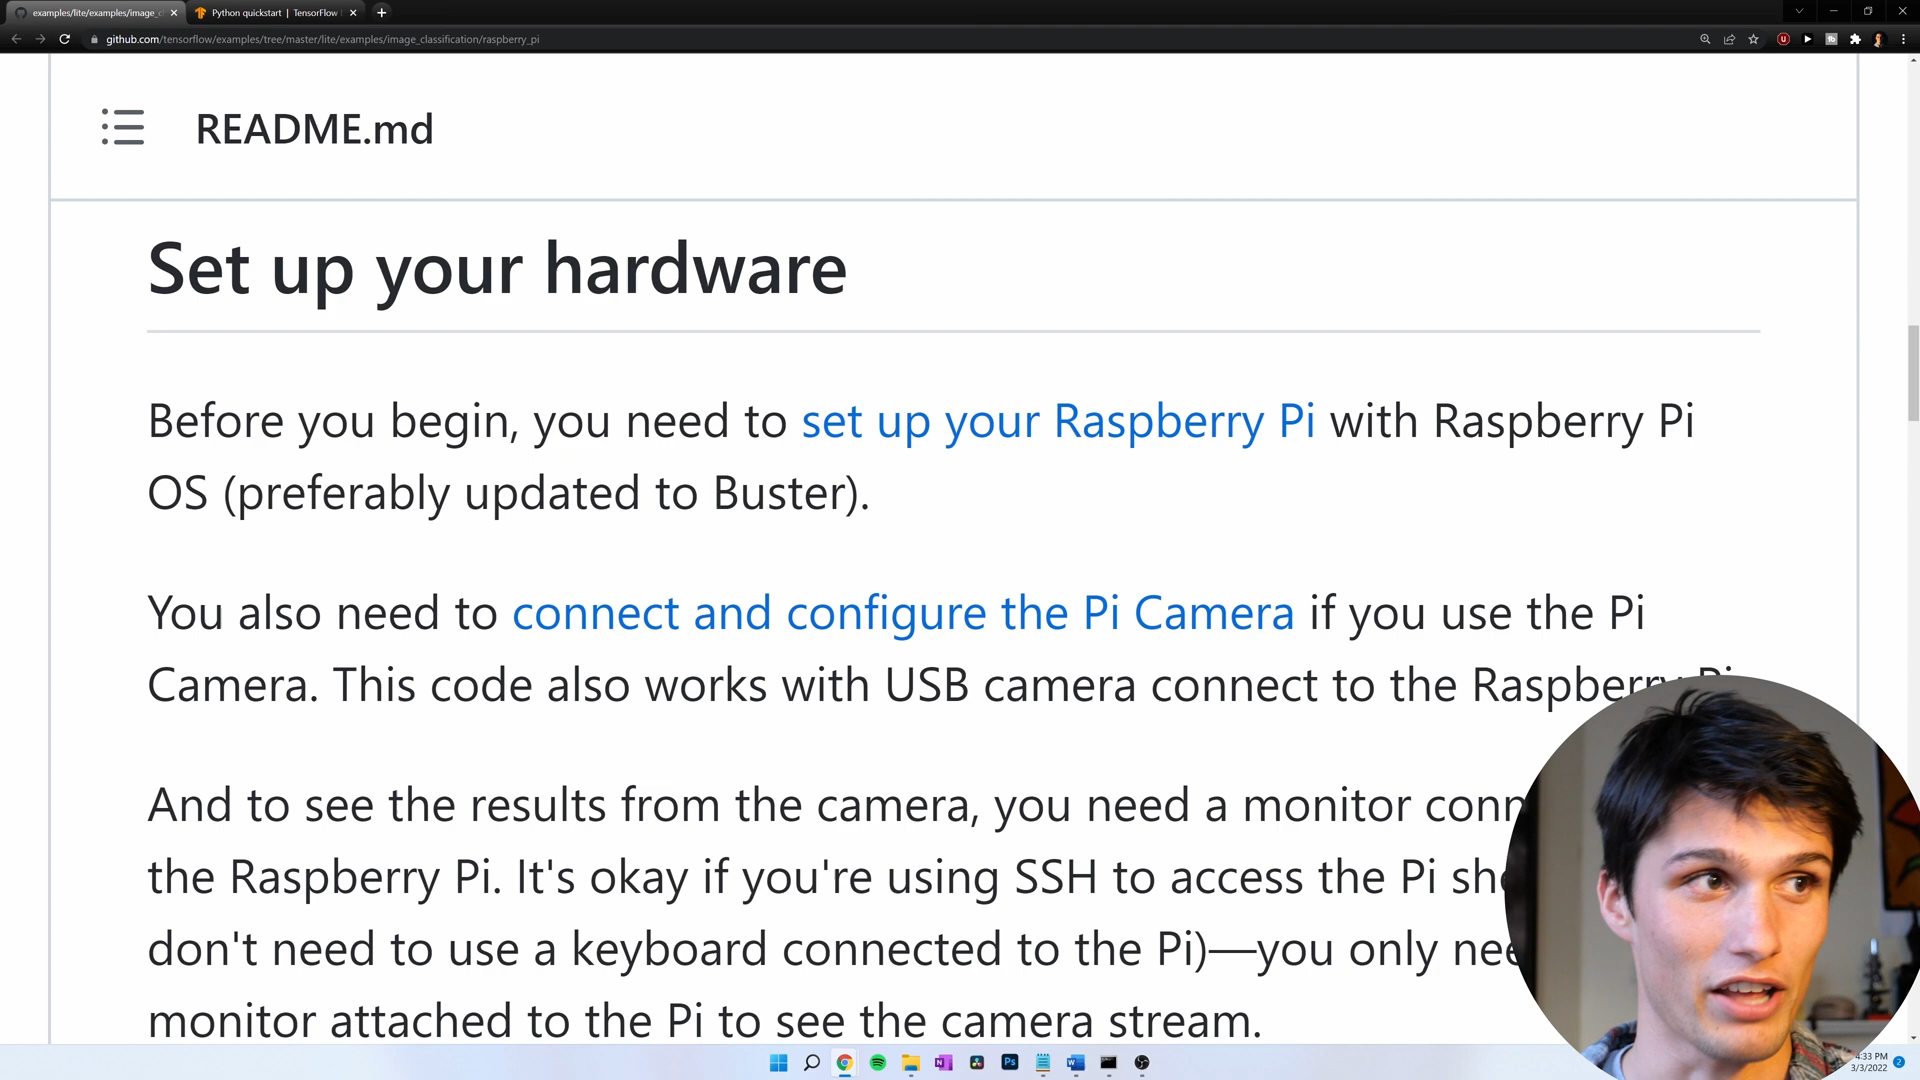 examples/lite/examples/image_c
Python quickstart | TensorFlow
github.com/tensorflow/examples/tree/master/lite/examples/image_classification/raspberry_pi
README.md
Set up your hardware
Before you begin, you need to set up your Raspberry Pi with Raspberry Pi
OS (preferably updated to Buster).
You also need to connect and configure the Pi Camera if you use the Pi
Camera. This code also works with USB camera connect to the Raspberry Pi
And to see the results from the camera, you need a monitor conn
the Raspberry Pi. It's okay if you're using SSH to access the Pi she
don't need to use a keyboard connected to the Pi)—you only nee
monitor attached to the Pi to see the camera stream.
4:33 PM
3/3/2022
2